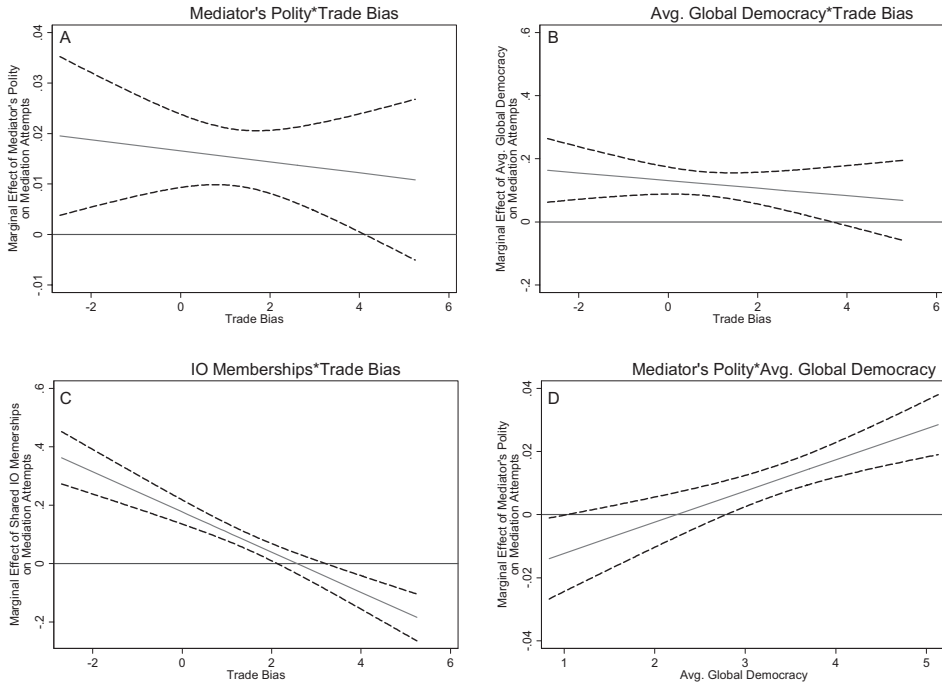 Mediator's Polity*Trade Bias
A
Marginal Effect of Mediator's Polity
on Mediation Attempts
.04
.03
.02
.01
0
-.01
-2
0
2
4
6
Trade Bias
Avg. Global Democracy*Trade Bias
B
Marginal Effect of Avg. Global Democracy
on Mediation Attempts
.6
.4
.2
0
-.2
-2
0
2
4
6
Trade Bias
IO Memberships*Trade Bias
C
Marginal Effect of Shared IO Memerships
on Mediation Attempts
.6
.4
.2
0
-.2
-2
0
2
4
6
Trade Bias
Mediator's Polity*Avg. Global Democracy
D
Marginal Effect of Mediator's Polity
on Mediation Attempts
.04
.02
0
-.02
-.04
1
2
3
4
5
Avg. Global Democracy